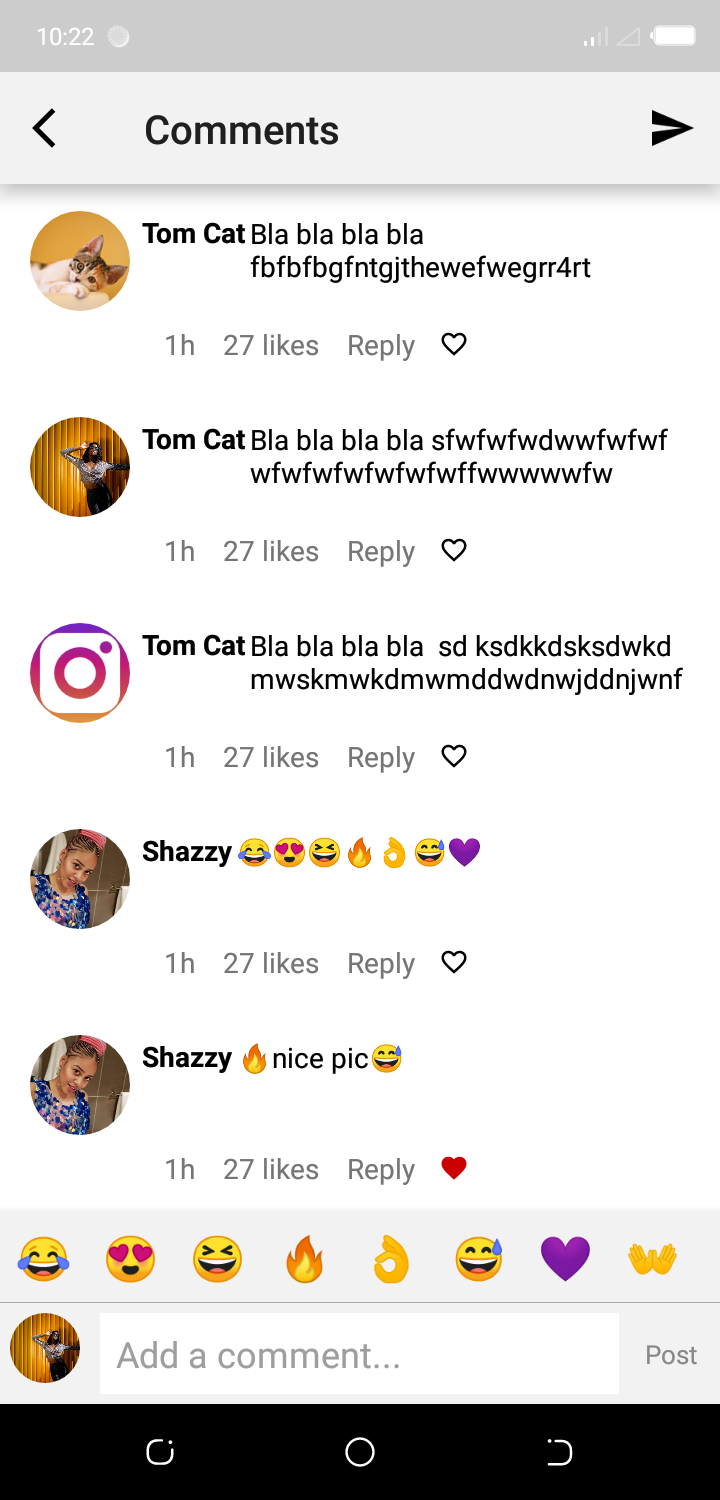 10:22
Comments
Tom Cat Bla bla bla bla
fbfbfbgfntgjthewefwegrr4rt
1h 27 likes Reply
Tom Cat Bla bla bla bla sfwfwfwdwwfwfwf
wfwfwfwfwfwfwffwwwwwfw
1h 27 likes Reply
Tom Cat Bla bla bla bla  sd ksdkkdsksdwkd
mwskmwkdmwmddwdnwjddnjwnf
1h 27 likes Reply
Shazzy 😂😍😆🔥👌😅💜
1h 27 likes Reply
Shazzy 🔥nice pic😅
1h 27 likes Reply
😂 😍 😆 🔥 👌 😅 💜 👐
Add a comment... Post